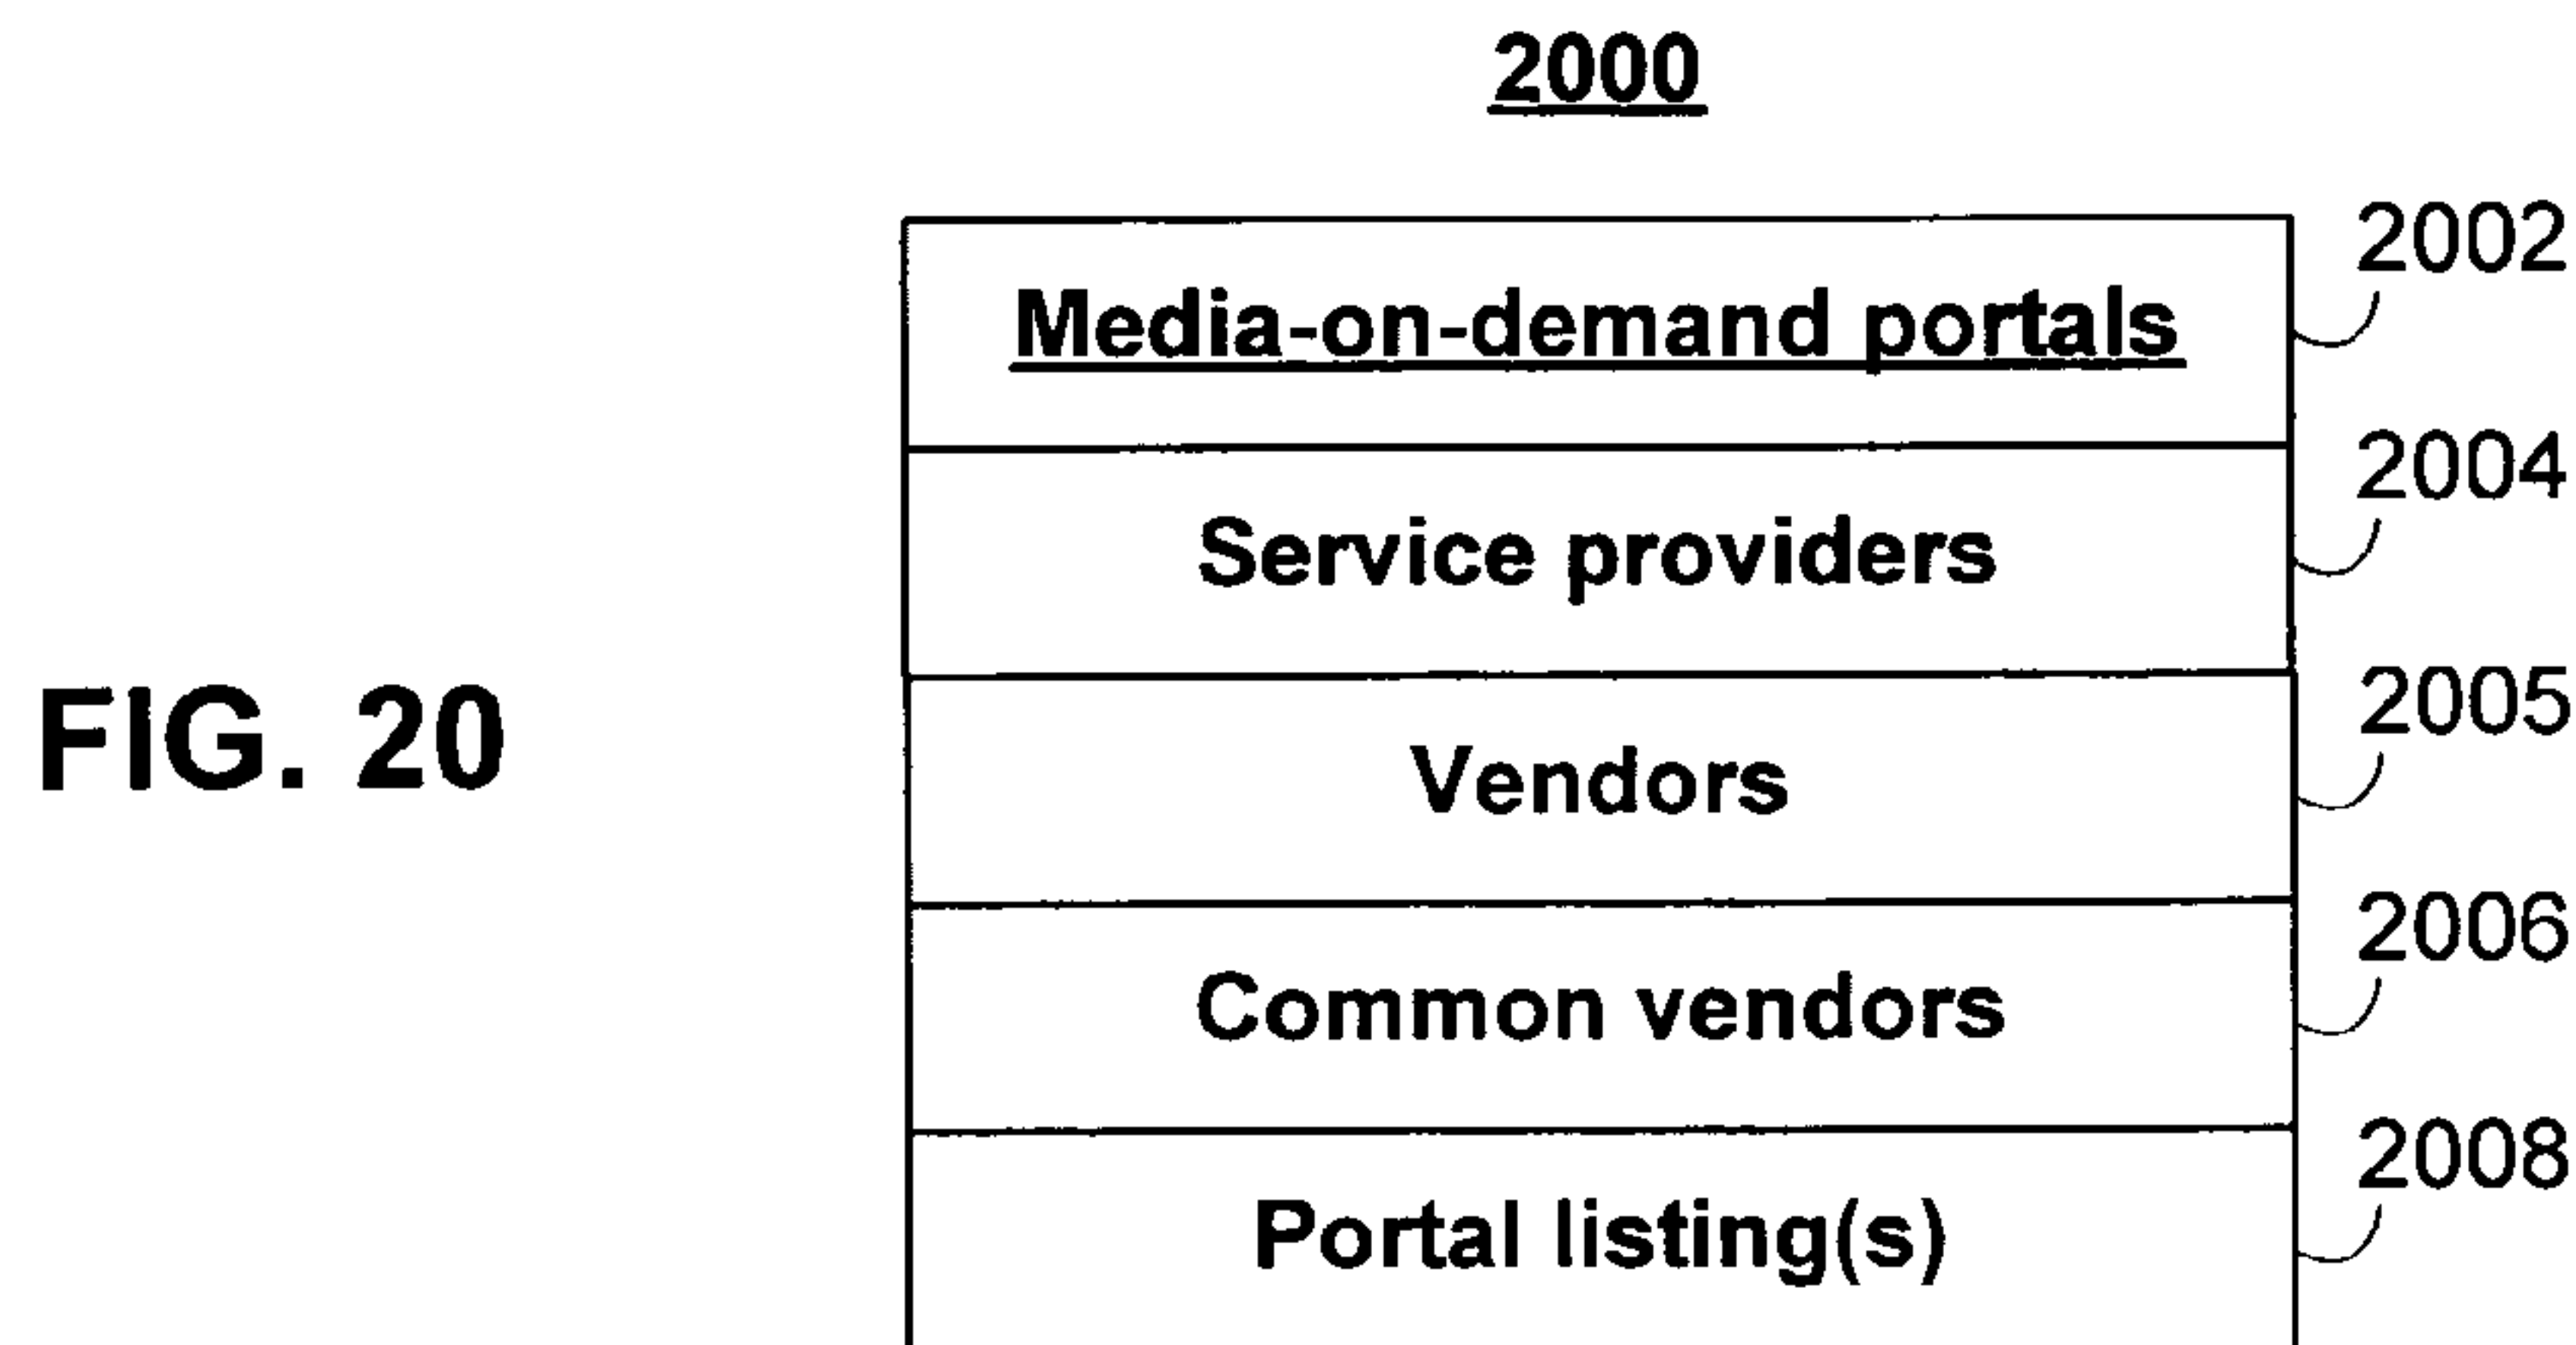 2000
Media-on-demand portals
2002
Service providers
2004
FIG. 20
Vendors
2005
Common vendors
2006
Portal listing(s)
2008